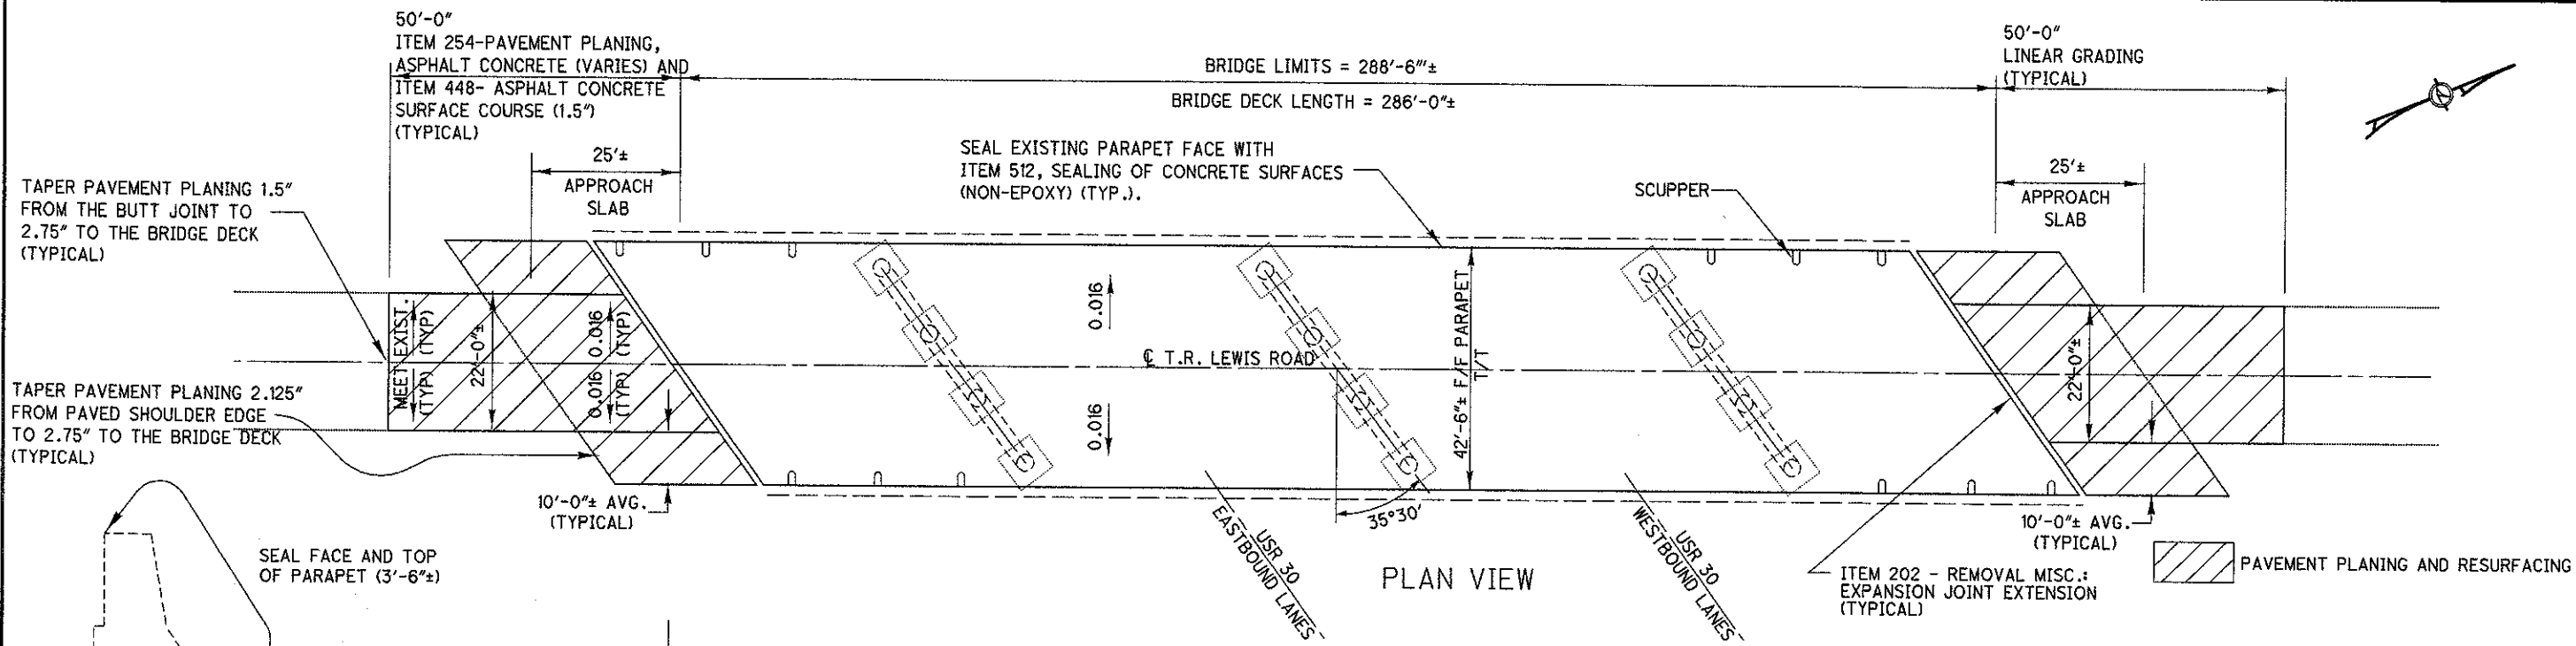 50'-0"
ITEM 254-PAVEMENT PLANING,
ASPHALT CONCRETE (VARIES) AND
ITEM 448- ASPHALT CONCRETE
SURFACE COURSE (1.5")
(TYPICAL)
BRIDGE LIMITS = 288'-6"'±
BRIDGE DECK LENGTH = 286'-0"±
50'-0"
LINEAR GRADING
(TYPICAL)
25'±
APPROACH
SLAB
SEAL EXISTING PARAPET FACE WITH
ITEM 512, SEALING OF CONCRETE SURFACES
(NON-EPOXY) (TYP.).
SCUPPER
25'±
APPROACH
SLAB
TAPER PAVEMENT PLANING 1.5"
FROM THE BUTT JOINT TO
2.75" TO THE BRIDGE DECK
(TYPICAL)
MEET EXIST.
(TYP)
(TYP)
22'-0"±
0.016
(TYP)
0.016
(TYP)
0.016
0.016
℄ T.R. LEWIS ROAD
42'-6"± F/F PARAPET
T/T
22'-0"±
TAPER PAVEMENT PLANING 2.125"
FROM PAVED SHOULDER EDGE
TO 2.75" TO THE BRIDGE DECK
(TYPICAL)
10'-0"± AVG.
(TYPICAL)
35°30'
USR 30
EASTBOUND LANES
USR 30
WESTBOUND LANES
10'-0"± AVG.
(TYPICAL)
SEAL FACE AND TOP
OF PARAPET (3'-6"±)
PLAN VIEW
ITEM 202 - REMOVAL MISC.:
EXPANSION JOINT EXTENSION
(TYPICAL)
PAVEMENT PLANING AND RESURFACING